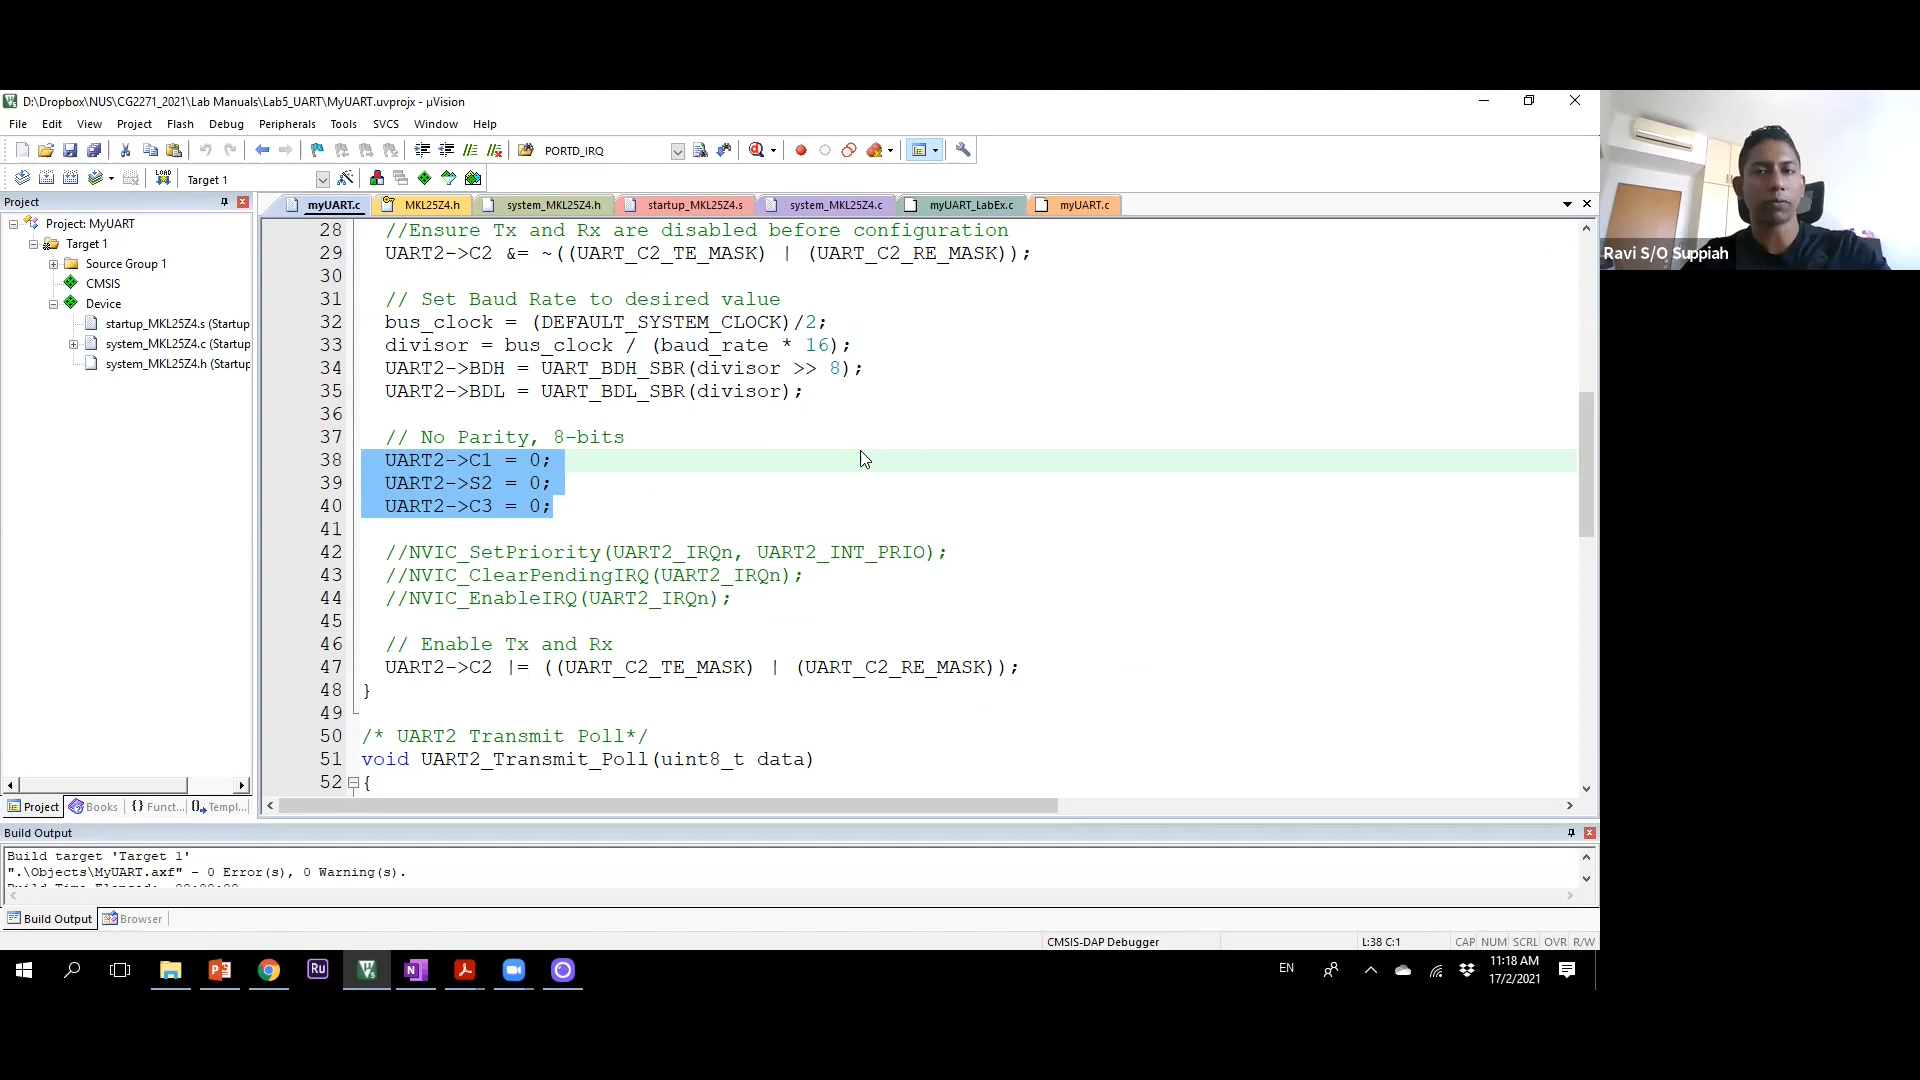 D:\Dropbox\NUS\CG2271_2021\Lab Manuals\Lab5_UART\MyUART.uvprojx - µVision
File Edit View Project Flash Debug Peripherals Tools SVCS Window Help
PORTD_IRQ
LOAD Target 1
Project
myUART.c MKL25Z4.h system_MKL25Z4.h startup_MKL25Z4.s system_MKL25Z4.c myUART_LabEx.c myUART.c
Project: MyUART
Target 1
Source Group 1
CMSIS
Device
startup_MKL25Z4.s (Startup
system_MKL25Z4.c (Startup
system_MKL25Z4.h (Startup
28 //Ensure Tx and Rx are disabled before configuration
29 UART2->C2 &= ~((UART_C2_TE_MASK) | (UART_C2_RE_MASK));
30
31 // Set Baud Rate to desired value
32 bus_clock = (DEFAULT_SYSTEM_CLOCK)/2;
33 divisor = bus_clock / (baud_rate * 16);
34 UART2->BDH = UART_BDH_SBR(divisor >> 8);
35 UART2->BDL = UART_BDL_SBR(divisor);
36
37 // No Parity, 8-bits
38 UART2->C1 = 0;
39 UART2->S2 = 0;
40 UART2->C3 = 0;
41
42 //NVIC_SetPriority(UART2_IRQn, UART2_INT_PRIO);
43 //NVIC_ClearPendingIRQ(UART2_IRQn);
44 //NVIC_EnableIRQ(UART2_IRQn);
45
46 // Enable Tx and Rx
47 UART2->C2 |= ((UART_C2_TE_MASK) | (UART_C2_RE_MASK));
48 }
49
50 /* UART2 Transmit Poll*/
51 void UART2_Transmit_Poll(uint8_t data)
52 {
Project Books {} Funct... Templ...
Build Output
Build target 'Target 1'
".\Objects\MyUART.axf" - 0 Error(s), 0 Warning(s).
Build Time Elapsed: 00:00:00
Build Output Browser
CMSIS-DAP Debugger L:38 C:1 CAP NUM SCRL OVR R/W
Ru EN 11:18 AM
17/2/2021
Ravi S/O Suppiah